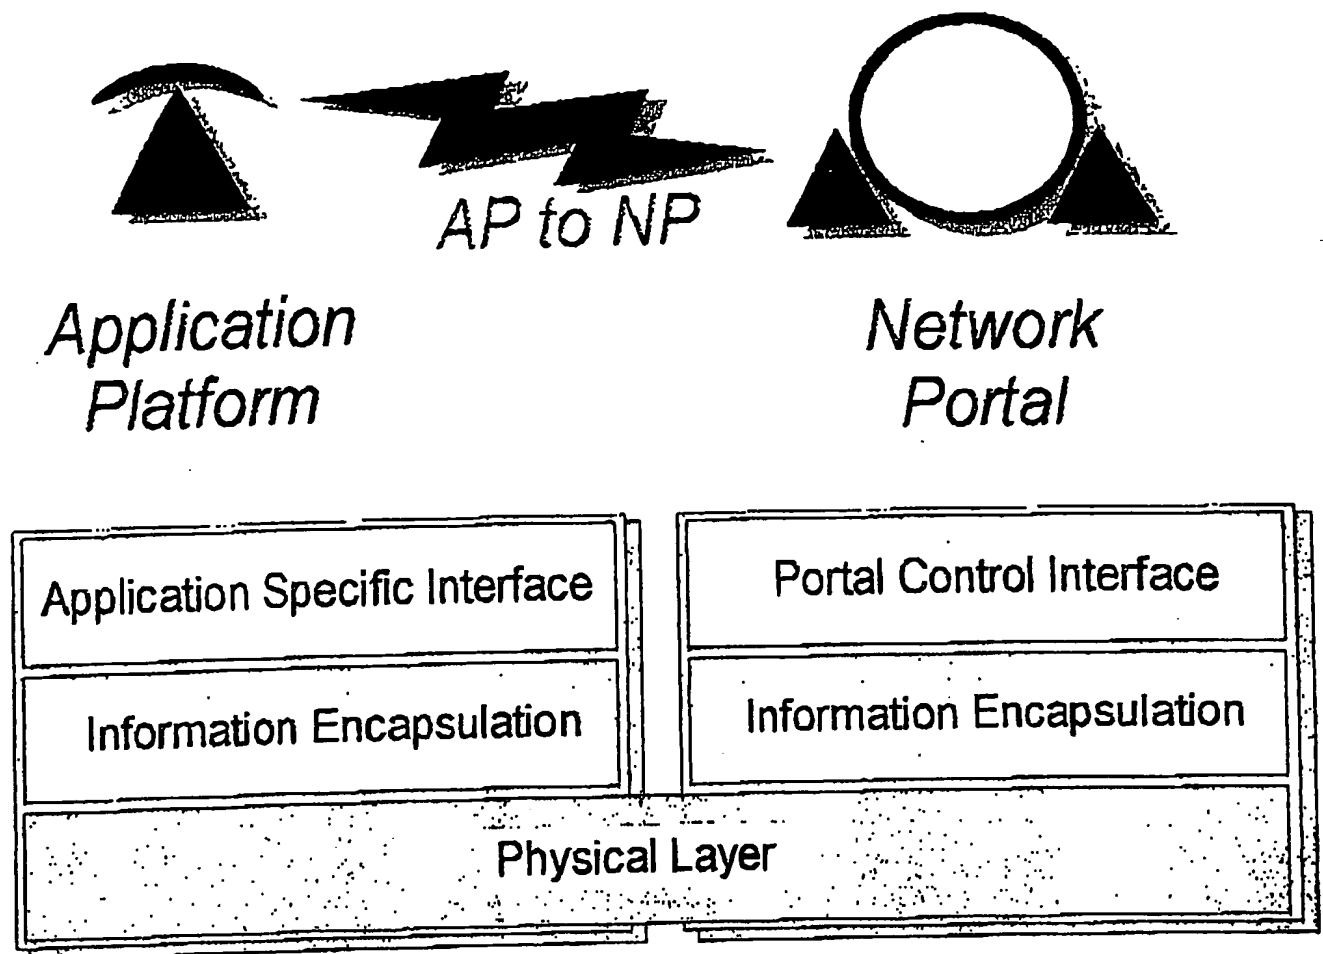 AP to NP
Application
Platform
Network
Portal
Application Specific Interface
Portal Control Interface
Information Encapsulation
Information Encapsulation
Physical Layer